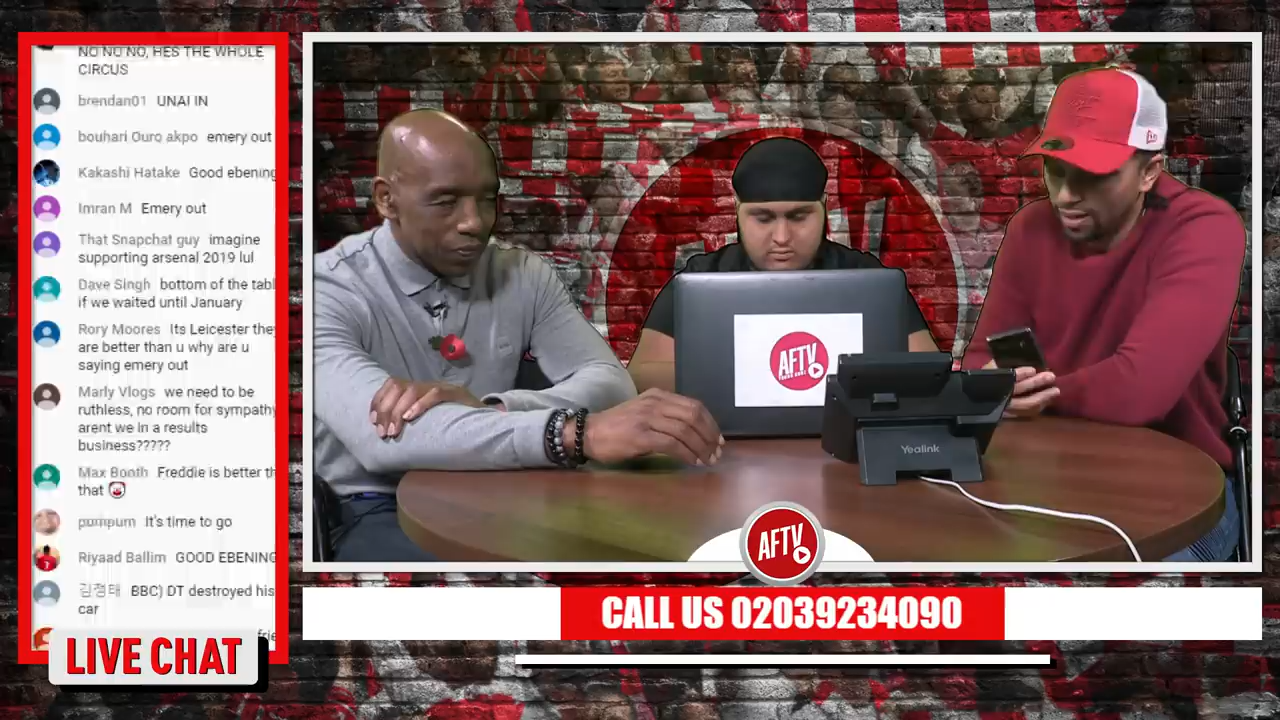 NO NO NO, HES THE WHOLE
CIRCUS
brendan01 UNAI IN
bouhari Ouro akpo emery out
Kakashi Hatake Good ebening
Imran M Emery out
That Snapchat guy imagine
supporting arsenal 2019 lul
Dave Singh bottom of the tabl
if we waited until January
Rory Moores Its Leicester they
are better than u why are u
saying emery out
Marly Vlogs we need to be
ruthless, no room for sympathy
arent we in a results
business?????
Max Booth Freddie is better th
that
pompum It's time to go
Riyaad Ballim GOOD EBENING
김정태 BBC) DT destroyed his
car
frie
LIVE CHAT
AFTV
Yealink
AFTV
CALL US 02039234090